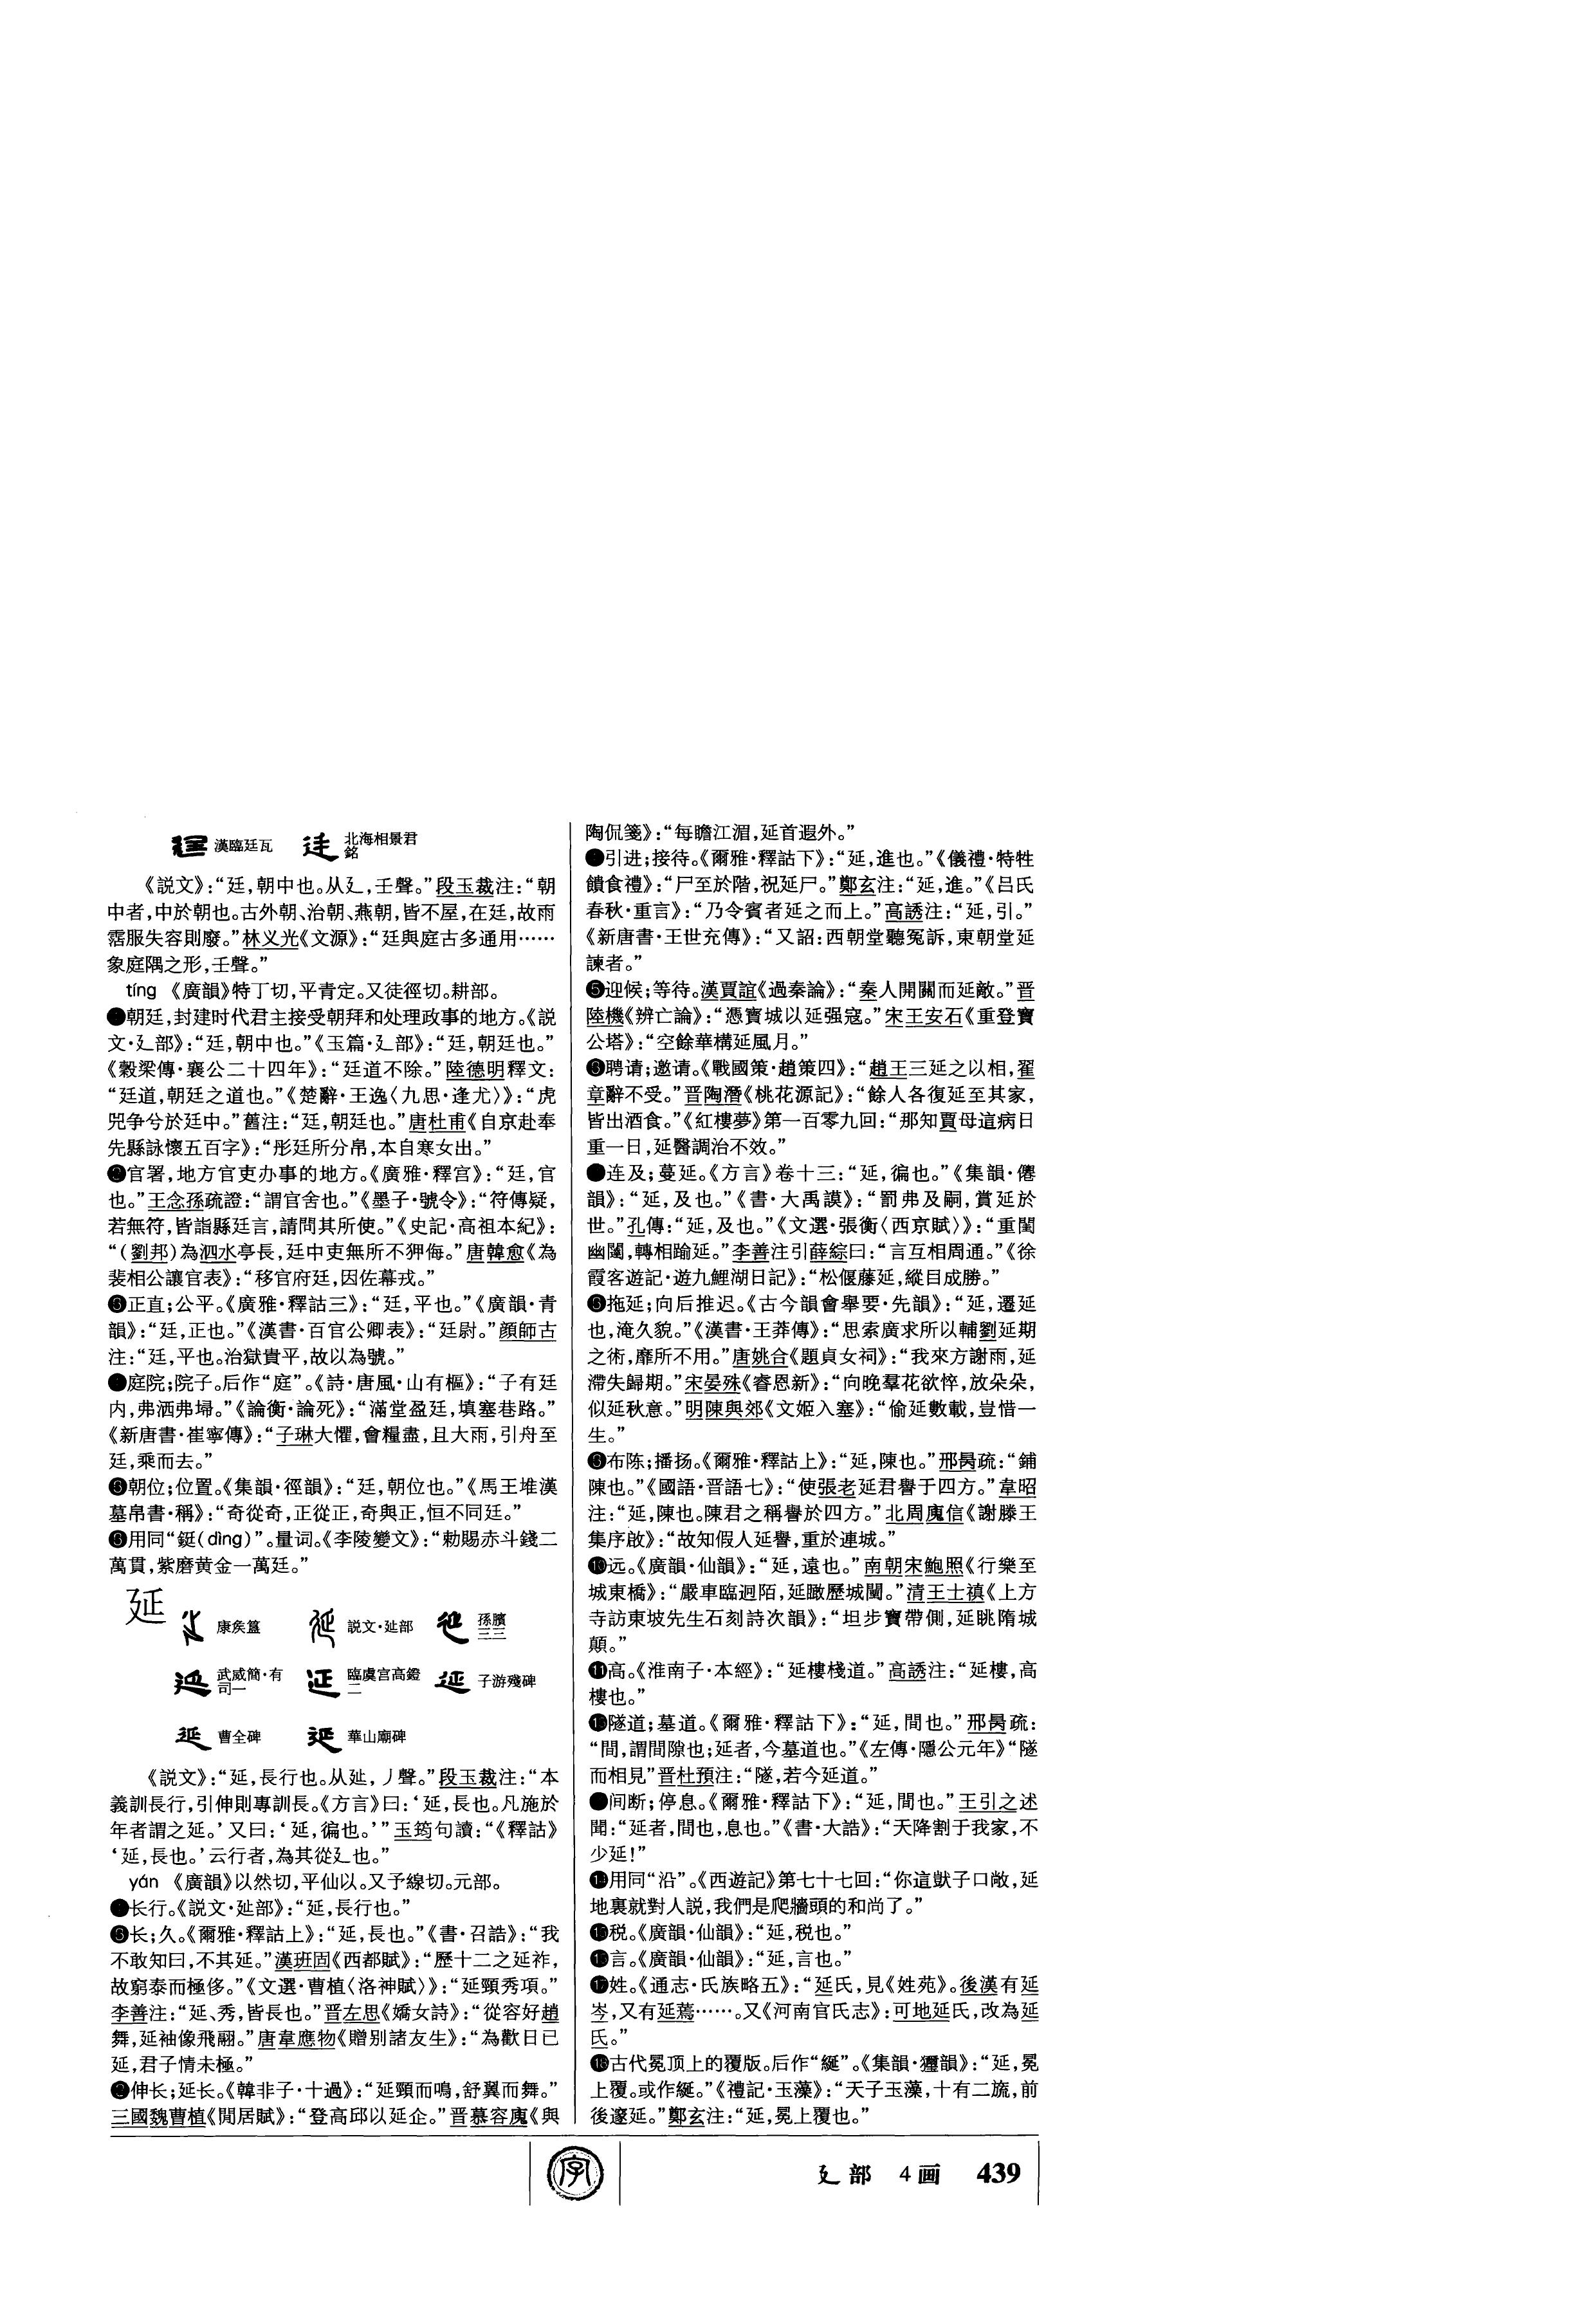 漢臨廷瓦 北海相景君銘
《説文》：“廷，朝中也。从廴，壬聲。”段玉裁注：“朝
中者，中於朝也。古外朝、治朝、燕朝，皆不屋，在廷，故雨
霑服失容則廢。”林义光《文源》：“廷與庭古多通用……
象庭隅之形，壬聲。”
tíng 《廣韻》特丁切，平青定。又徒徑切。耕部。
❶朝廷，封建时代君主接受朝拜和处理政事的地方。《説
文·廴部》：“廷，朝中也。”《玉篇·廴部》：“廷，朝廷也。”
《穀梁傳·襄公二十四年》：“廷道不除。”陸德明釋文：
“廷道，朝廷之道也。”《楚辭·王逸〈九思·逢尤〉》：“虎
兕争兮於廷中。”舊注：“廷，朝廷也。”唐杜甫《自京赴奉
先縣詠懷五百字》：“彤廷所分帛，本自寒女出。”
❷官署，地方官吏办事的地方。《廣雅·釋宫》：“廷，官
也。”王念孫疏證：“謂官舍也。”《墨子·號令》：“符傳疑，
若無符，皆詣縣廷言，請問其所使。”《史記·高祖本紀》：
“（劉邦）為泗水亭長，廷中吏無所不狎侮。”唐韓愈《為
裴相公讓官表》：“移官府廷，因佐幕戎。”
❸正直；公平。《廣雅·釋詁三》：“廷，平也。”《廣韻·青
韻》：“廷，正也。”《漢書·百官公卿表》：“廷尉。”顔師古
注：“廷，平也。治獄貴平，故以為號。”
❹庭院；院子。后作“庭”。《詩·唐風·山有樞》：“子有廷
内，弗洒弗埽。”《論衡·論死》：“滿堂盈廷，填塞巷路。”
《新唐書·崔寧傳》：“子琳大懼，會糧盡，且大雨，引舟至
廷，乘而去。”
❺朝位；位置。《集韻·徑韻》：“廷，朝位也。”《馬王堆漢
墓帛書·稱》：“奇從奇，正從正，奇與正，恒不同廷。”
❻用同“鋌（dìng）”。量词。《李陵變文》：“勅賜赤斗錢二
萬貫，紫磨黄金一萬廷。”
延
康矦簋 説文·㢟部 孫臏三三
武威簡·有司一 臨虞宫高鐙二 子游殘碑
曹全碑 華山廟碑
《説文》：“延，長行也。从㢟，丿聲。”段玉裁注：“本
義訓長行，引伸則專訓長。《方言》曰：‘延，長也。凡施於
年者謂之延。’又曰：‘延，徧也。’”王筠句讀：“《釋詁》
‘延，長也。’云行者，為其從廴也。”
yán 《廣韻》以然切，平仙以。又予線切。元部。
❶长行。《説文·㢟部》：“延，長行也。”
❷长；久。《爾雅·釋詁上》：“延，長也。”《書·召誥》：“我
不敢知曰，不其延。”漢班固《西都賦》：“歷十二之延祚，
故窮泰而極侈。”《文選·曹植〈洛神賦〉》：“延頸秀項。”
李善注：“延、秀，皆長也。”晋左思《嬌女詩》：“從容好趙
舞，延袖像飛翮。”唐韋應物《贈别諸友生》：“為歡日已
延，君子情未極。”
❸伸长；延长。《韓非子·十過》：“延頸而鳴，舒翼而舞。”
三國魏曹植《閒居賦》：“登高邱以延企。”晋慕容廆《與
陶侃箋》：“每瞻江湄，延首遐外。”
❹引进；接待。《爾雅·釋詁下》：“延，進也。”《儀禮·特牲
饋食禮》：“尸至於階，祝延尸。”鄭玄注：“延，進。”《吕氏
春秋·重言》：“乃令賓者延之而上。”高誘注：“延，引。”
《新唐書·王世充傳》：“又詔：西朝堂聽冤訴，東朝堂延
諫者。”
❺迎候；等待。漢賈誼《過秦論》：“秦人開關而延敵。”晋
陸機《辨亡論》：“憑寳城以延强寇。”宋王安石《重登寶
公塔》：“空餘華構延風月。”
❻聘请；邀请。《戰國策·趙策四》：“趙王三延之以相，翟
章辭不受。”晋陶潛《桃花源記》：“餘人各復延至其家，
皆出酒食。”《紅樓夢》第一百零九回：“那知賈母這病日
重一日，延醫調治不效。”
❼连及；蔓延。《方言》卷十三：“延，徧也。”《集韻·僊
韻》：“延，及也。”《書·大禹謨》：“罰弗及嗣，賞延於
世。”孔傳：“延，及也。”《文選·張衡〈西京賦〉》：“重閨
幽闥，轉相踰延。”李善注引薛綜曰：“言互相周通。”《徐
霞客遊記·遊九鯉湖日記》：“松偃藤延，縱目成勝。”
❽拖延；向后推迟。《古今韻會舉要·先韻》：“延，遷延
也，淹久貌。”《漢書·王莽傳》：“思索廣求所以輔劉延期
之術，靡所不用。”唐姚合《題貞女祠》：“我來方謝雨，延
滯失歸期。”宋晏殊《睿恩新》：“向晚羣花欲悴，放朵朵，
似延秋意。”明陳與郊《文姬入塞》：“偷延數載，豈惜一
生。”
❾布陈；播扬。《爾雅·釋詁上》：“延，陳也。”邢昺疏：“鋪
陳也。”《國語·晋語七》：“使張老延君譽于四方。”韋昭
注：“延，陳也。陳君之稱譽於四方。”北周庾信《謝滕王
集序啟》：“故知假人延譽，重於連城。”
❿远。《廣韻·仙韻》：“延，遠也。”南朝宋鮑照《行樂至
城東橋》：“嚴車臨迥陌，延瞰歷城闉。”清王士禛《上方
寺訪東坡先生石刻詩次韻》：“坦步寶帶側，延眺隋城
顛。”
⓫高。《淮南子·本經》：“延樓棧道。”高誘注：“延樓，高
樓也。”
⓬隧道；墓道。《爾雅·釋詁下》：“延，間也。”邢昺疏：
“間，謂間隙也；延者，今墓道也。”《左傳·隱公元年》“隧
而相見”晋杜預注：“隧，若今延道。”
⓭间断；停息。《爾雅·釋詁下》：“延，間也。”王引之述
聞：“延者，間也，息也。”《書·大誥》：“天降割于我家，不
少延！”
⓮用同“沿”。《西遊記》第七十七回：“你這獃子口敞，延
地裏就對人説，我們是爬牆頭的和尚了。”
⓯税。《廣韻·仙韻》：“延，税也。”
⓰言。《廣韻·仙韻》：“延，言也。”
⓱姓。《通志·氏族略五》：“延氏，見《姓苑》。後漢有延
岑，又有延蔫……。又《河南官氏志》：可地延氏，改為延
氏。”
⓲古代冕顶上的覆版。后作“綖”。《集韻·獮韻》：“延，冕
上覆。或作綖。”《禮記·玉藻》：“天子玉藻，十有二旒，前
後邃延。”鄭玄注：“延，冕上覆也。”
字
廴部 4画 439